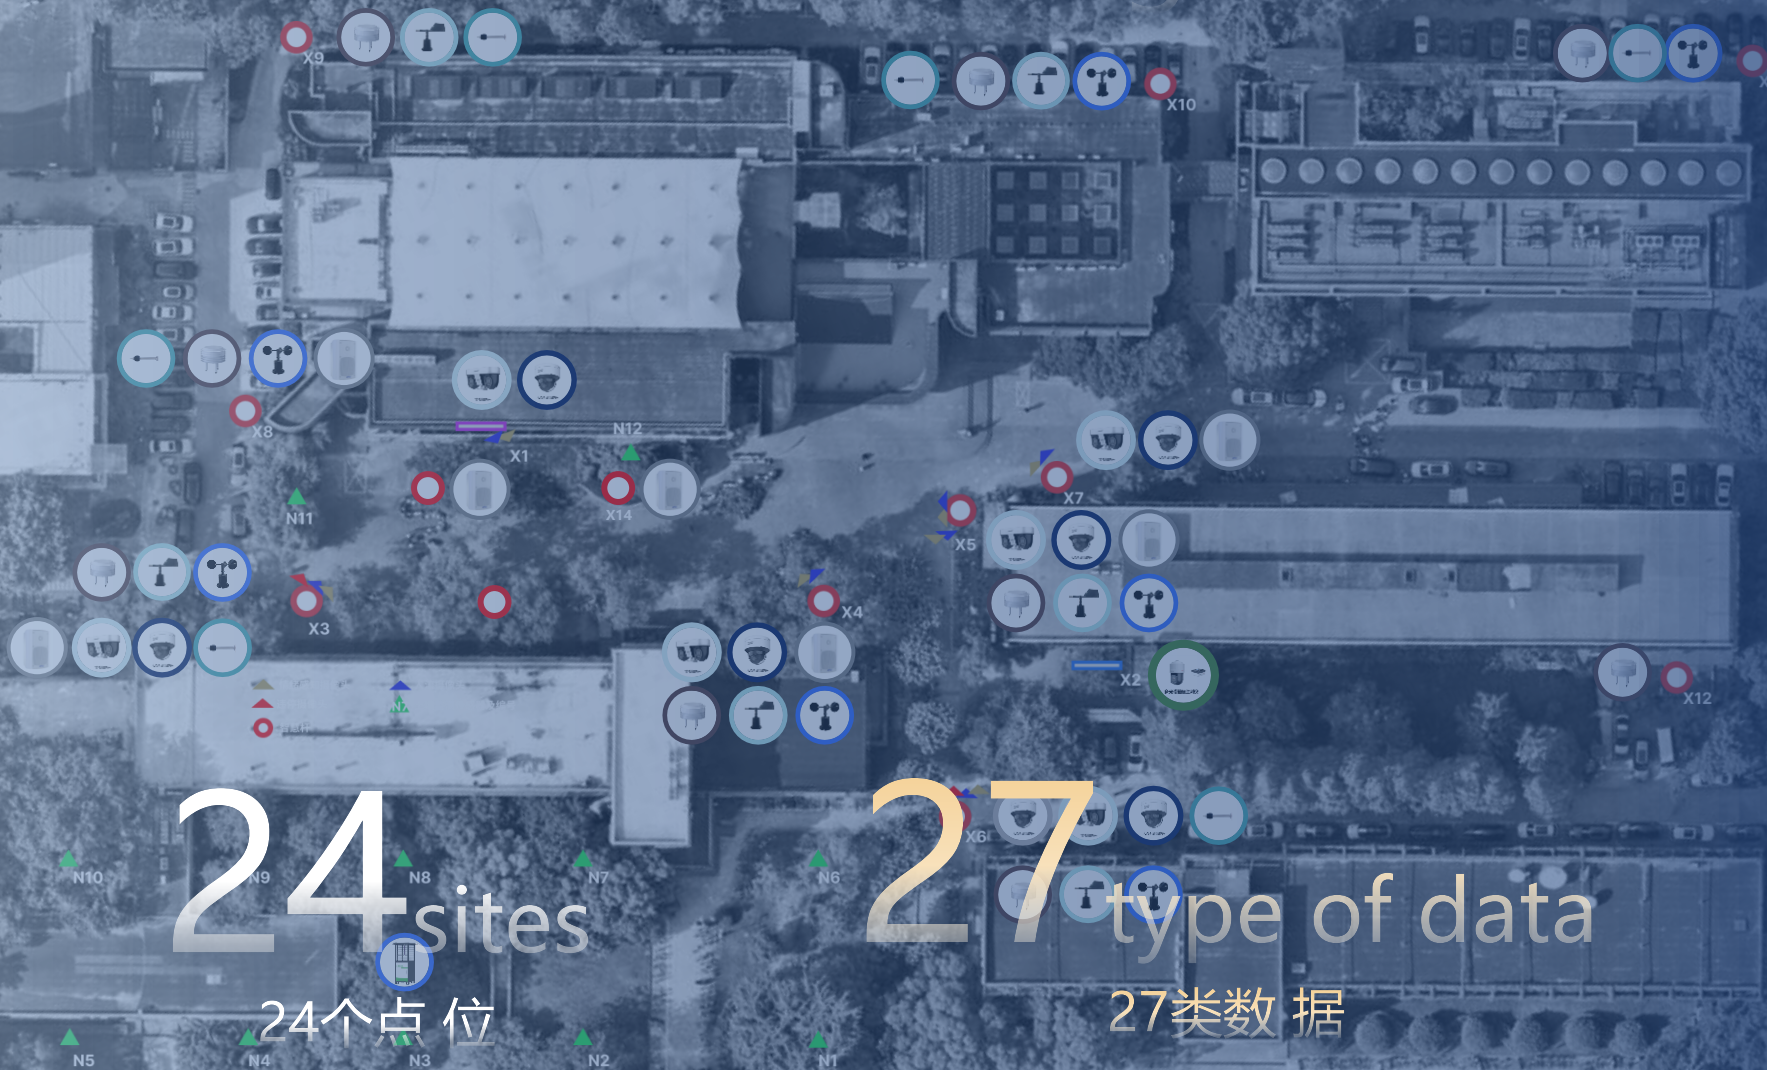 X9
X10
X8
X1
N12
X7
N11
X14
X5
X3
X4
X2
X12
N7
X6
N10
N9
N8
N7
N6
24 sites
27 type of data
24个点 位
27类数 据
N5
N4
N3
N2
N1